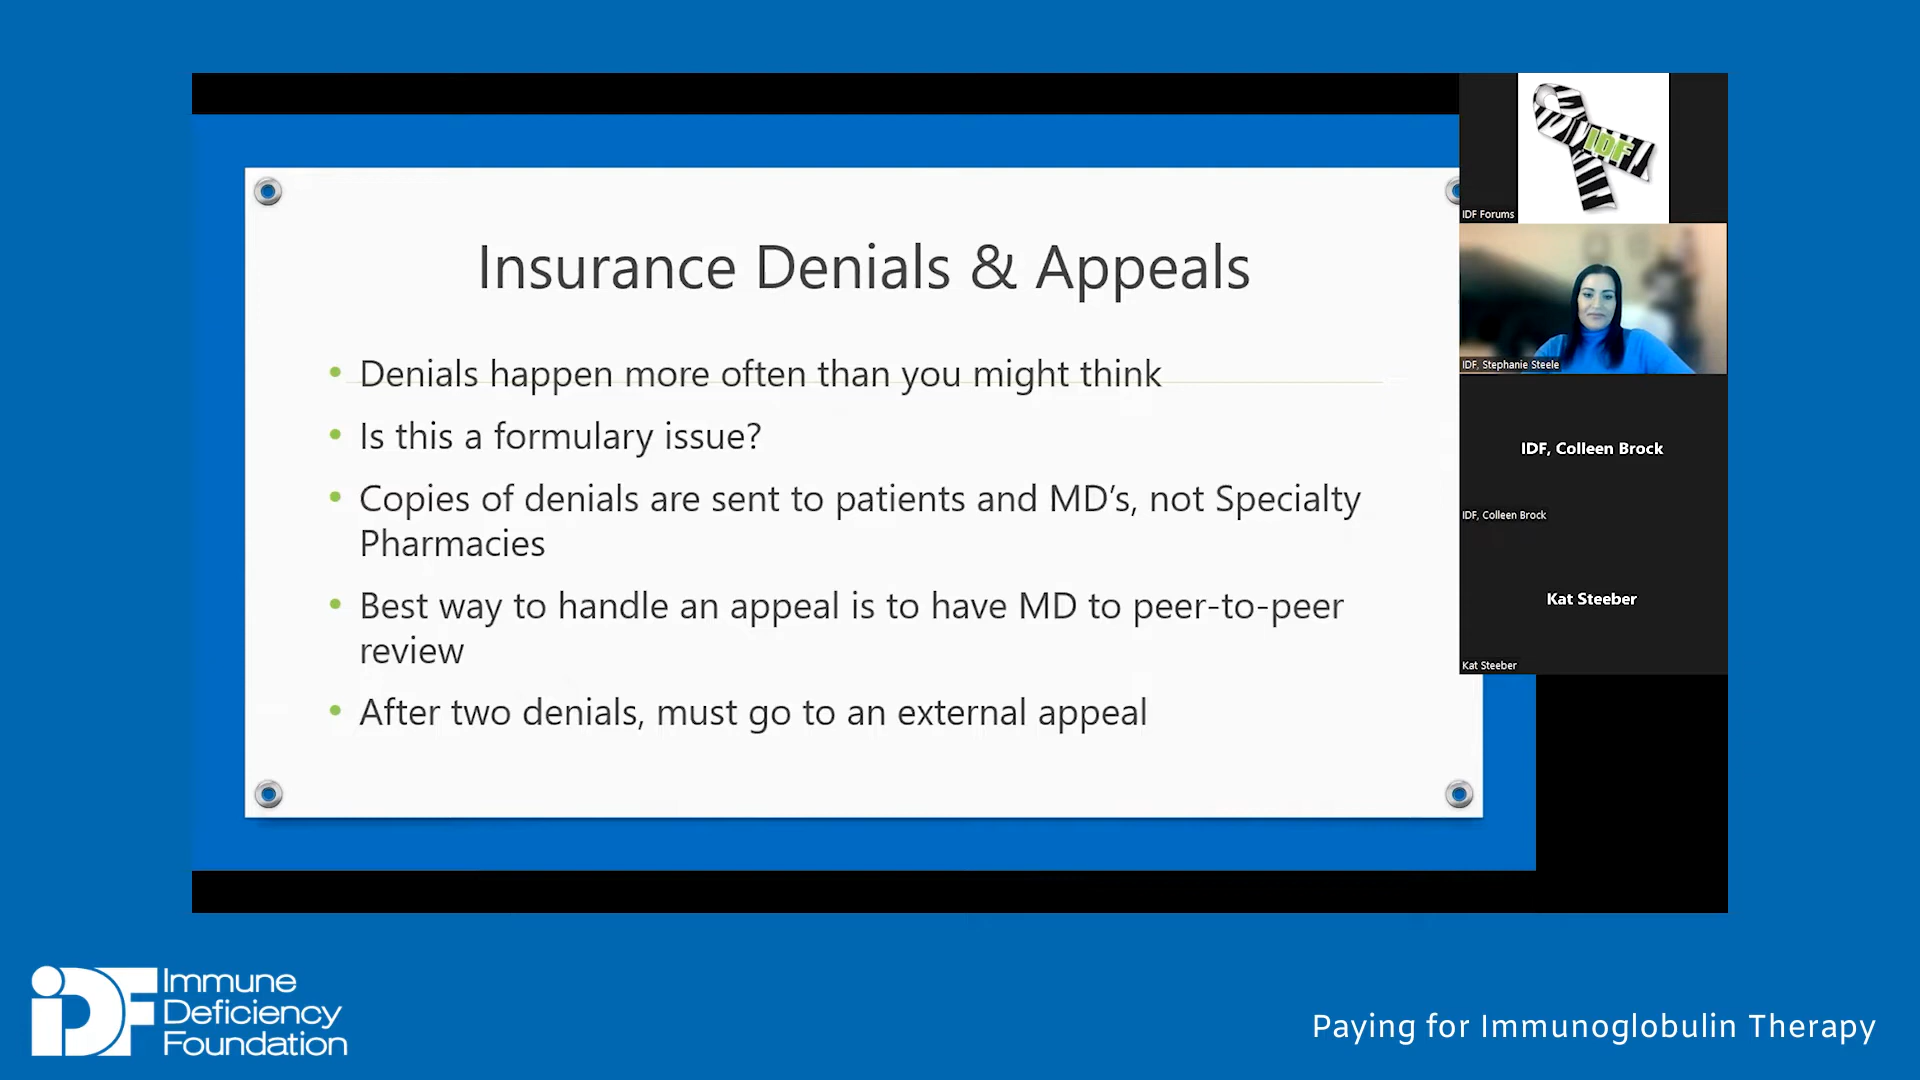 Insurance Denials & Appeals
• Denials happen more often than you might think
• Is this a formulary issue?
• Copies of denials are sent to patients and MD’s, not Specialty
Pharmacies
• Best way to handle an appeal is to have MD to peer-to-peer
review
• After two denials, must go to an external appeal
IDF
IDF Forums
IDF, Stephanie Steele
IDF, Colleen Brock
IDF, Colleen Brock
Kat Steeber
Kat Steeber
iDF
Immune
Deficiency
Foundation
Paying for Immunoglobulin Therapy